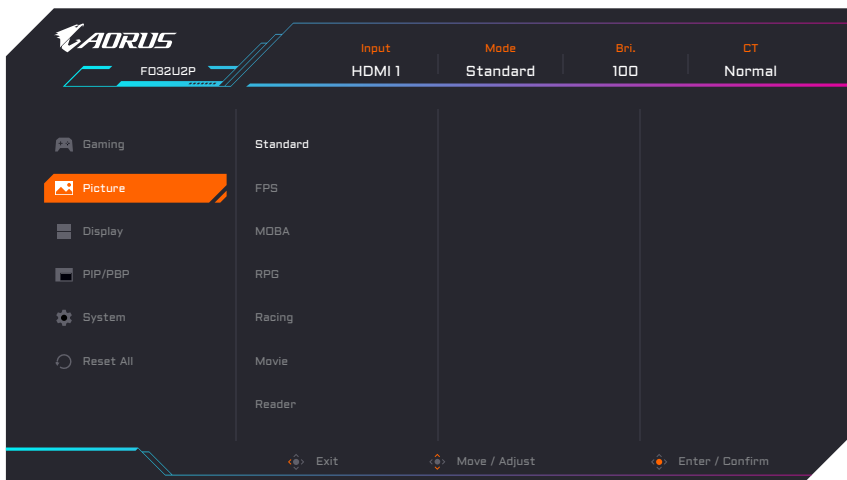 AORUS
FO32U2P
Input Mode Bri. CT
HDMI 1 Standard 100 Normal
Gaming Standard
Picture FPS
Display MOBA
PIP/PBP RPG
System Racing
Reset All Movie
Reader
Exit Move / Adjust Enter / Confirm